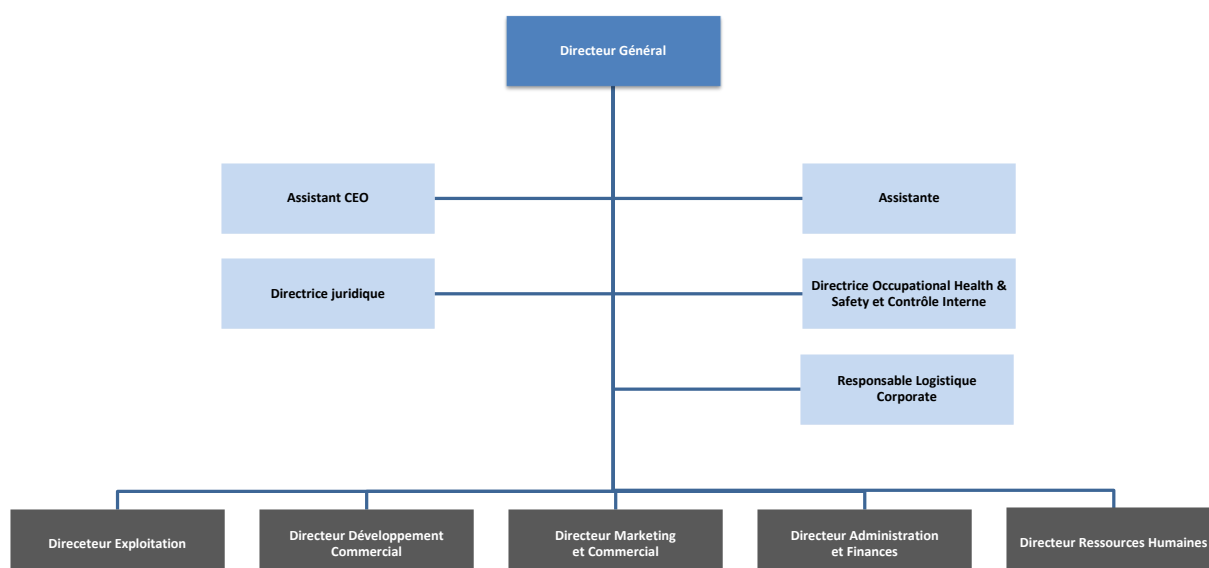 Directeur Général
Assistant CEO
Assistante
Directrice juridique
Directrice Occupational Health &
Safety et Contrôle Interne
Responsable Logistique
Corporate
Direceteur Exploitation
Directeur Développement
Commercial
Directeur Marketing
et Commercial
Directeur Administration
et Finances
Directeur Ressources Humaines